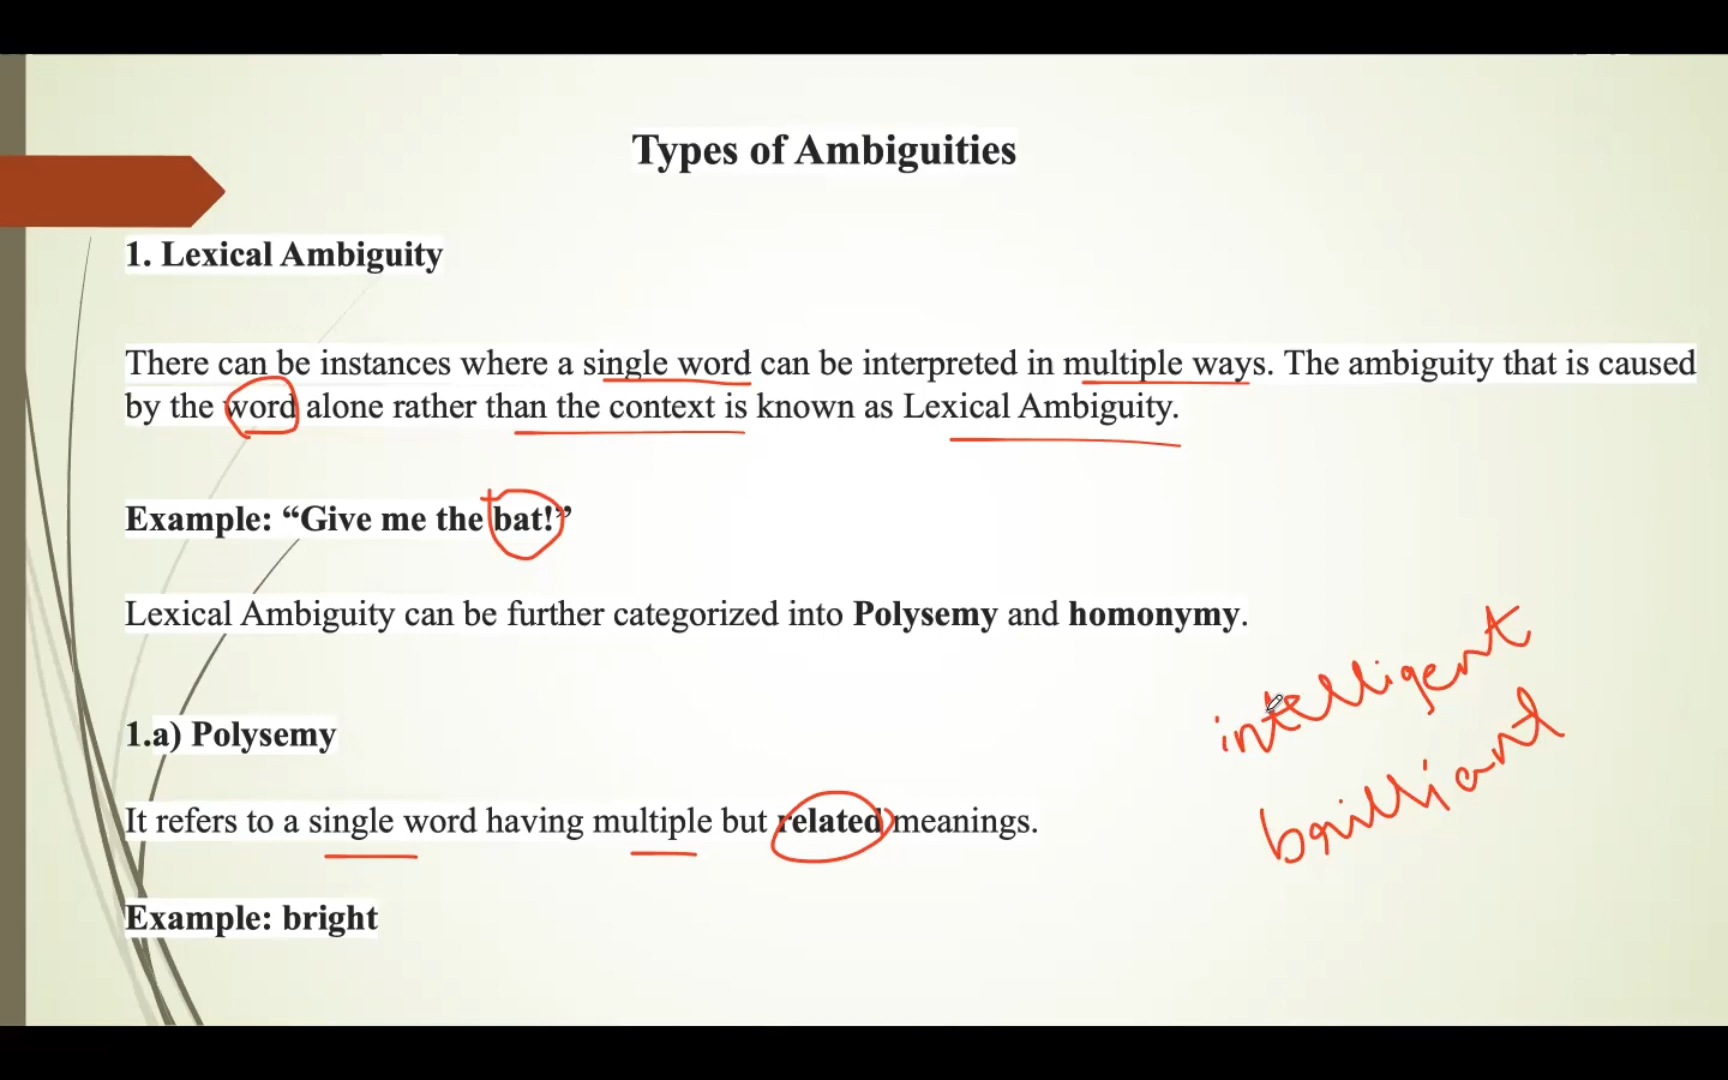 Types of Ambiguities
1. Lexical Ambiguity
There can be instances where a single word can be interpreted in multiple ways. The ambiguity that is caused
by the word alone rather than the context is known as Lexical Ambiguity.
Example: “Give me the bat!”
Lexical Ambiguity can be further categorized into Polysemy and homonymy.
intelligent
brilliant
1.a) Polysemy
It refers to a single word having multiple but related meanings.
Example: bright